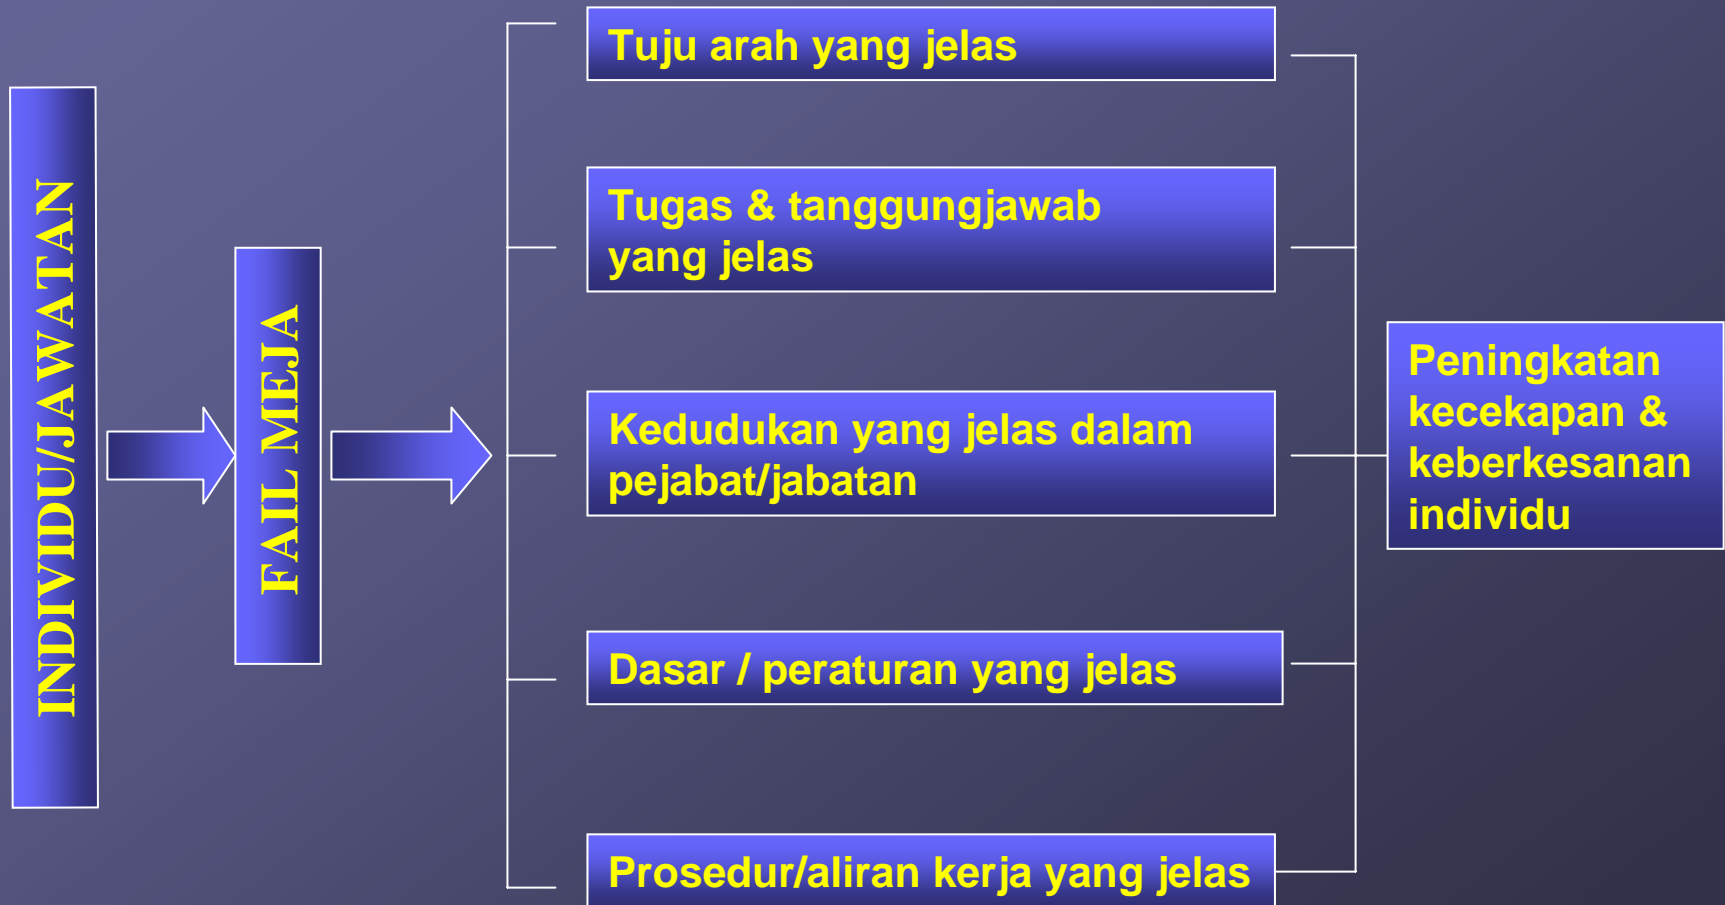 INDIVIDU/JAWATAN
FAIL MEJA
Tuju arah yang jelas
Tugas & tanggungjawab
yang jelas
Kedudukan yang jelas dalam
pejabat/jabatan
Dasar / peraturan yang jelas
Prosedur/aliran kerja yang jelas
Peningkatan
kecekapan &
keberkesanan
individu